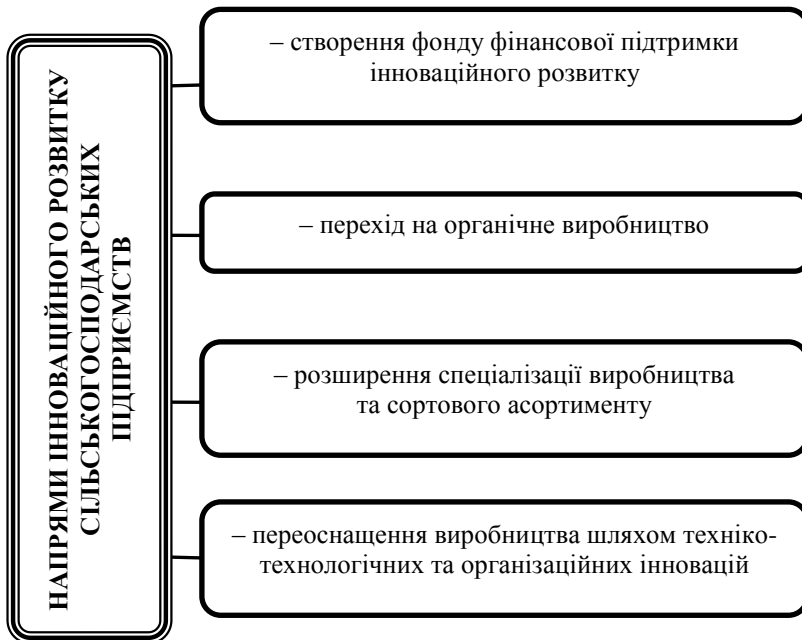 НАПРЯМИ ІННОВАЦІЙНОГО РОЗВИТКУ
СІЛЬСЬКОГОСПОДАРСЬКИХ
ПІДПРИЄМСТВ
– створення фонду фінансової підтримки
інноваційного розвитку
– перехід на органічне виробництво
– розширення спеціалізації виробництва
та сортового асортименту
– переоснащення виробництва шляхом техніко-
технологічних та організаційних інновацій